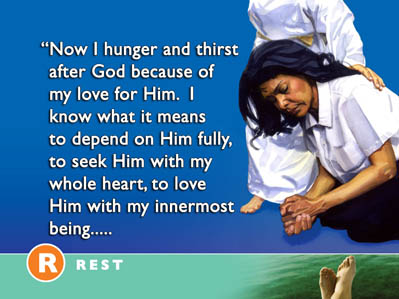 “Now I hunger and thirst
after God because of
my love for Him.  I
know what it means
to depend on Him fully,
to seek Him with my
whole heart, to love
Him with my innermost
being.....
R REST